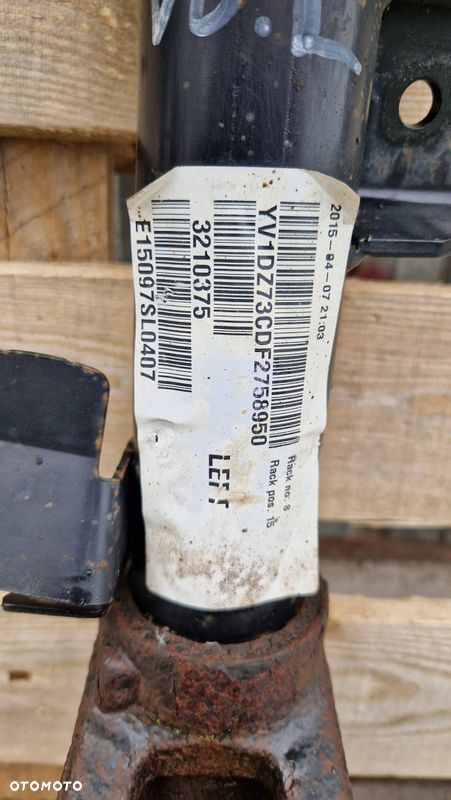 2015-04-07 21:03
YV1DZ73CDF2758950
Rack no: 8
Rack pos. 15
3210375
LEFT
E15097SL0407
OTOMOTO